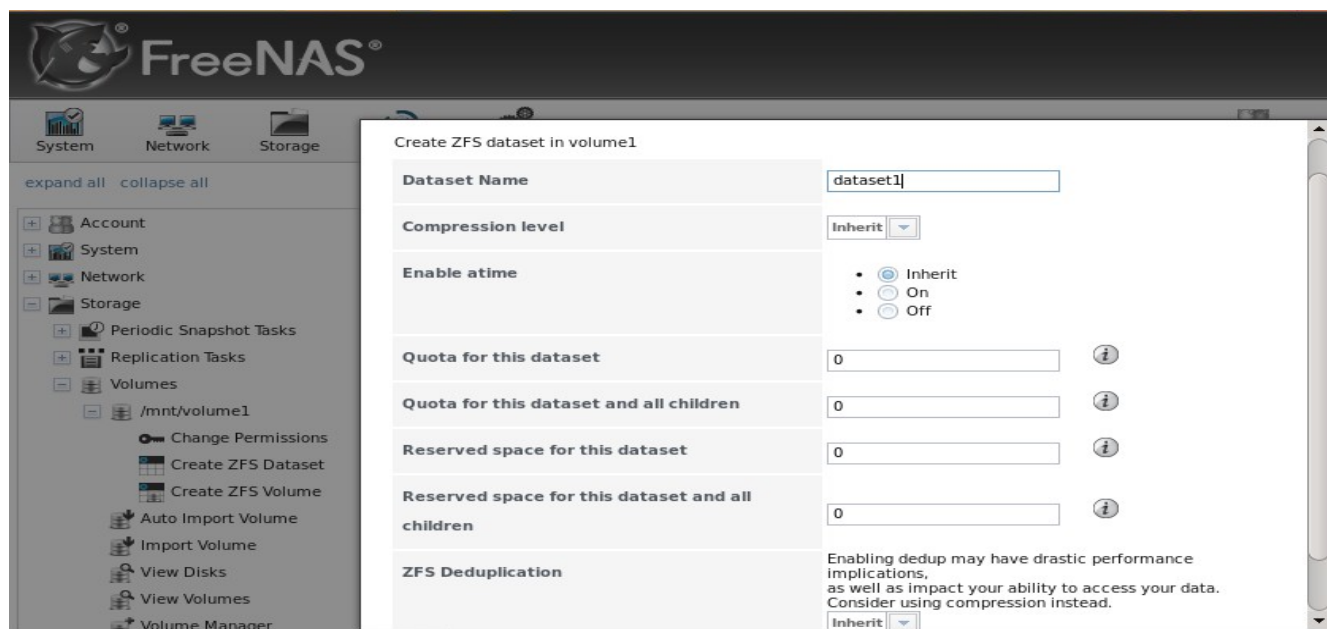 FreeNAS®
System
Network
Storage
expand all collapse all
Account
System
Network
Storage
Periodic Snapshot Tasks
Replication Tasks
Volumes
/mnt/volume1
Change Permissions
Create ZFS Dataset
Create ZFS Volume
Auto Import Volume
Import Volume
View Disks
View Volumes
Volume Manager
Create ZFS dataset in volume1
Dataset Name
dataset1
Compression level
Inherit
Enable atime
Inherit
On
Off
Quota for this dataset
0
Quota for this dataset and all children
0
Reserved space for this dataset
0
Reserved space for this dataset and all
children
0
ZFS Deduplication
Enabling dedup may have drastic performance
implications,
as well as impact your ability to access your data.
Consider using compression instead.
Inherit